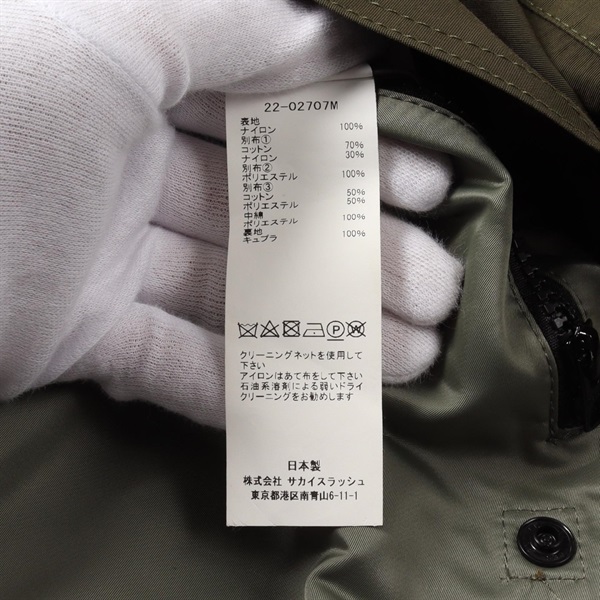 22-02707M
表地
ナイロン 100%
別布①
コットン 70%
ナイロン 30%
別布②
ポリエステル 100%
別布③
コットン 50%
ポリエステル 50%
中綿
ポリエステル 100%
裏地
キュプラ 100%
P W
クリーニングネットを使用して
下さい
アイロンはあて布をして下さい
石油系溶剤による弱いドライ
クリーニングをお勧めします
日本製
株式会社 サカイスラッシュ
東京都港区南青山6-11-1